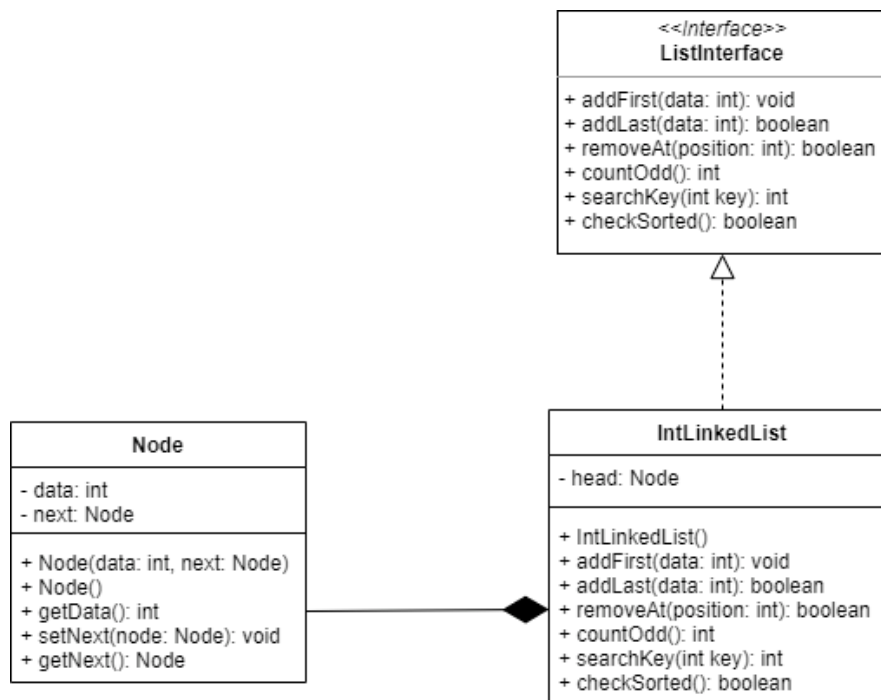 <<Interface>>
ListInterface
+ addFirst(data: int): void
+ addLast(data: int): boolean
+ removeAt(position: int): boolean
+ countOdd(): int
+ searchKey(int key): int
+ checkSorted(): boolean
Node
- data: int
- next: Node
+ Node(data: int, next: Node)
+ Node()
+ getData(): int
+ setNext(node: Node): void
+ getNext(): Node
IntLinkedList
- head: Node
+ IntLinkedList()
+ addFirst(data: int): void
+ addLast(data: int): boolean
+ removeAt(position: int): boolean
+ countOdd(): int
+ searchKey(int key): int
+ checkSorted(): boolean